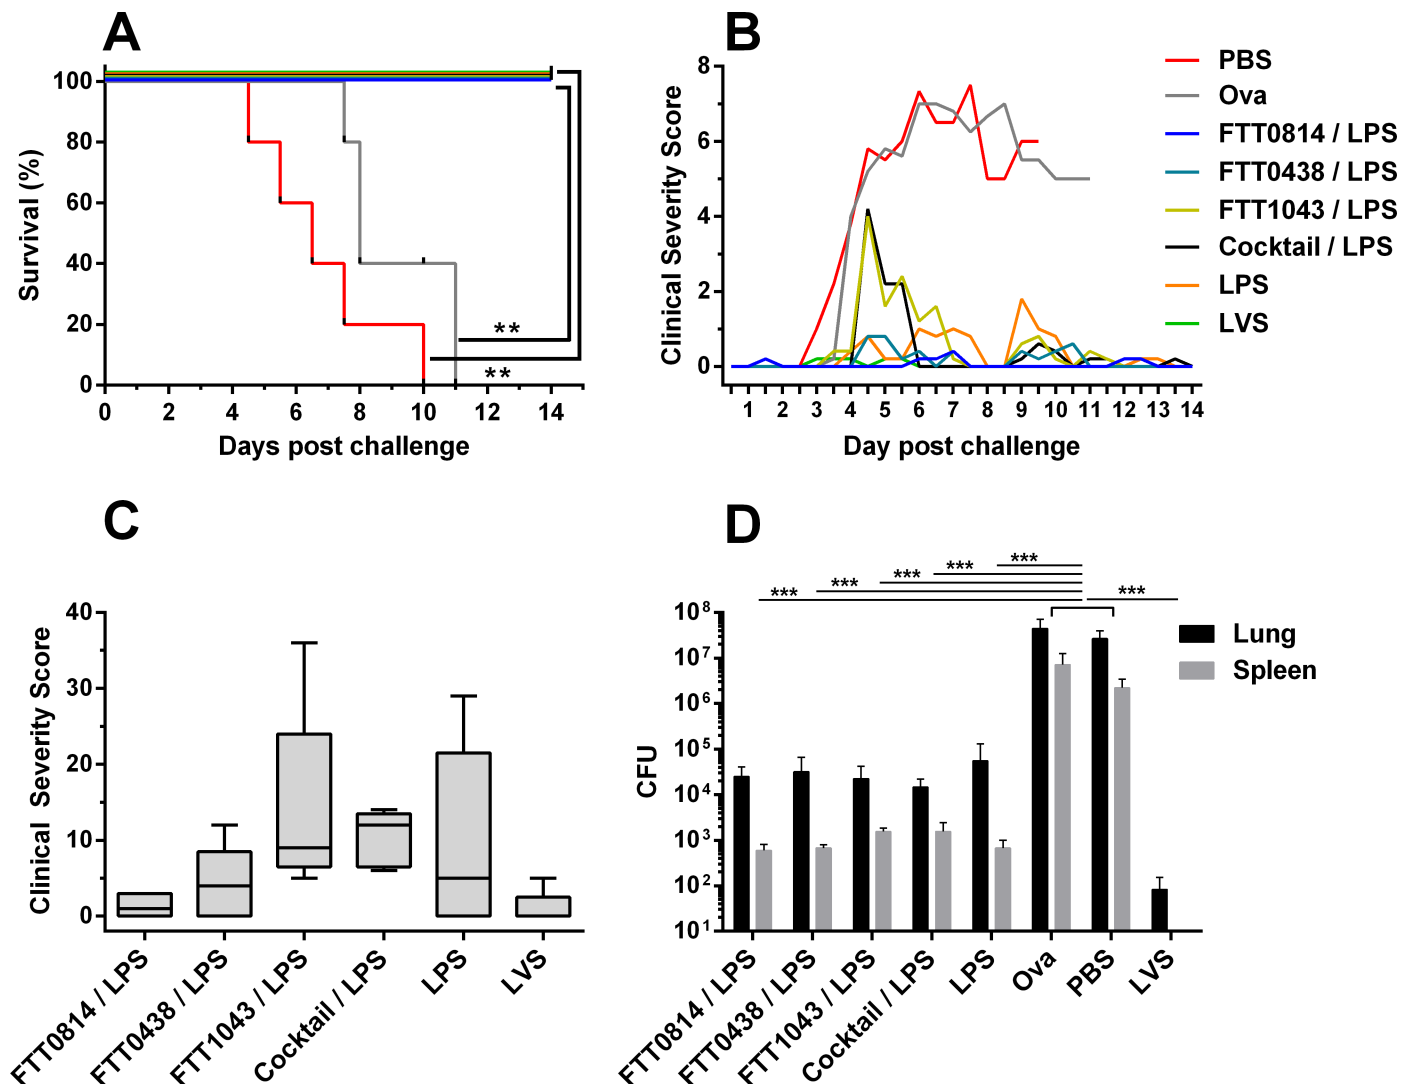 A
100
80
60
40
20
0
Survival (%)
**
**
0 2 4 6 8 10 12 14
Days post challenge
B
8
6
4
2
0
Clinical Severity Score
1 2 3 4 5 6 7 8 9 10 11 12 13 14
Day post challenge
PBS
Ova
FTT0814 / LPS
FTT0438 / LPS
FTT1043 / LPS
Cocktail / LPS
LPS
LVS
C
40
30
20
10
0
Clinical Severity Score
FTT0814 / LPS
FTT0438 / LPS
FTT1043 / LPS
Cocktail / LPS
LPS
LVS
D
***
***
***
***
***
***
10⁸
10⁷
10⁶
10⁵
10⁴
10³
10²
10¹
CFU
FTT0814 / LPS
FTT0438 / LPS
FTT1043 / LPS
Cocktail / LPS
LPS
Ova
PBS
LVS
Lung
Spleen